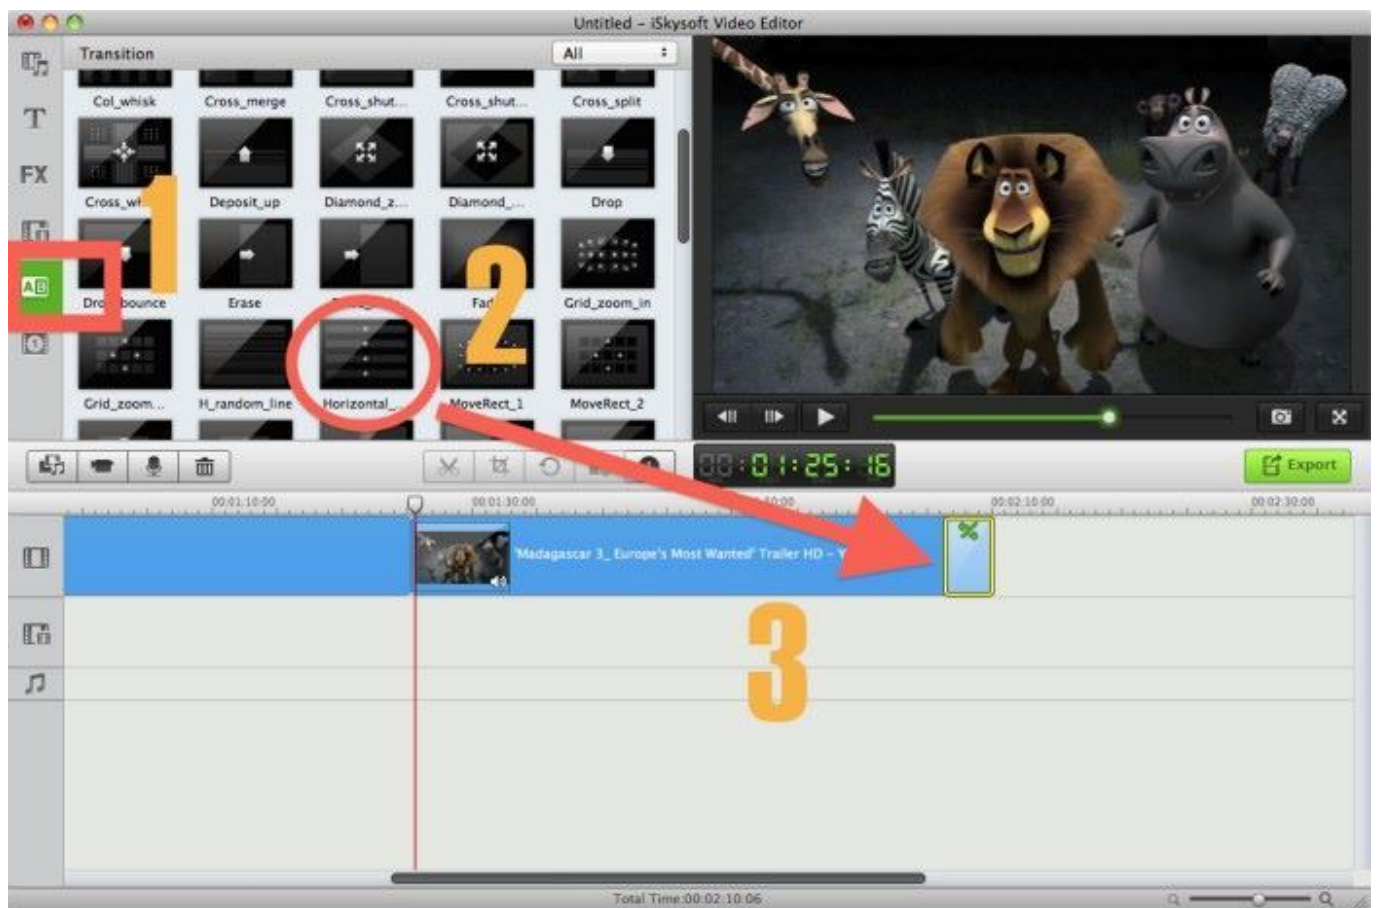 Untitled – iSkysoft Video Editor
Transition
All
Col_whisk Cross_merge Cross_shut... Cross_shut... Cross_split
T
FX
1
Deposit_up Diamond_z... Diamond_... Drop
2
AB
Erase Grid_zoom_in
Grid_zoom... H_random_line Horizontal_... MoveRect_1 MoveRect_2
00:01:25:16
Export
00:01:10:00 00:01:30:00 00:02:10:00 00:02:30:00
'Madagascar 3_ Europe's Most Wanted' Trailer HD – Y
3
Total Time:00:02:10:06